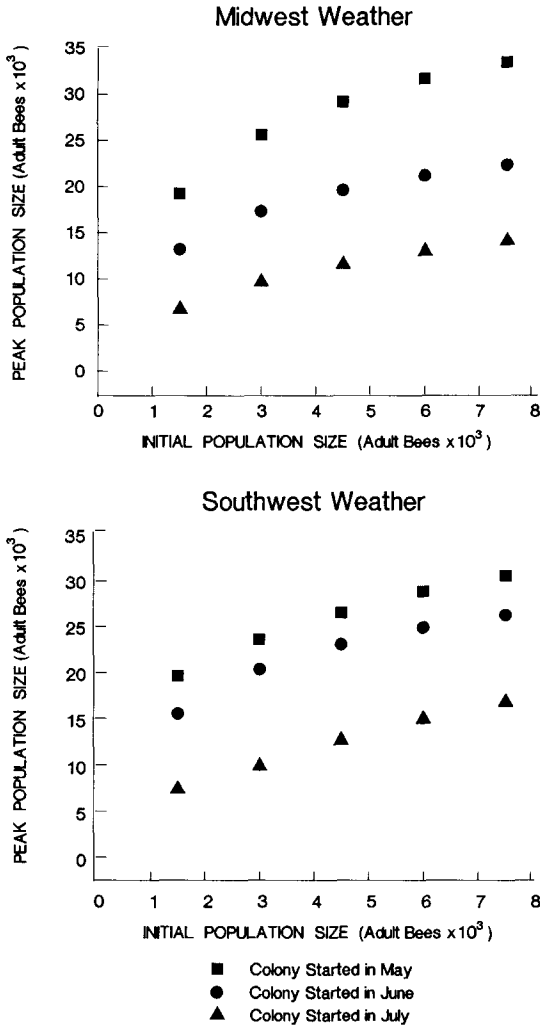 Midwest Weather
PEAK POPULATION SIZE (Adult Bees x10³ )
35
30
25
20
15
10
5
0
0 1 2 3 4 5 6 7 8
INITIAL POPULATION SIZE (Adult Bees x10³ )
Southwest Weather
PEAK POPULATION SIZE (Adult Bees x10³ )
35
30
25
20
15
10
5
0
0 1 2 3 4 5 6 7 8
INITIAL POPULATION SIZE (Adult Bees x10³ )
Colony Started in May
Colony Started in June
Colony Started in July